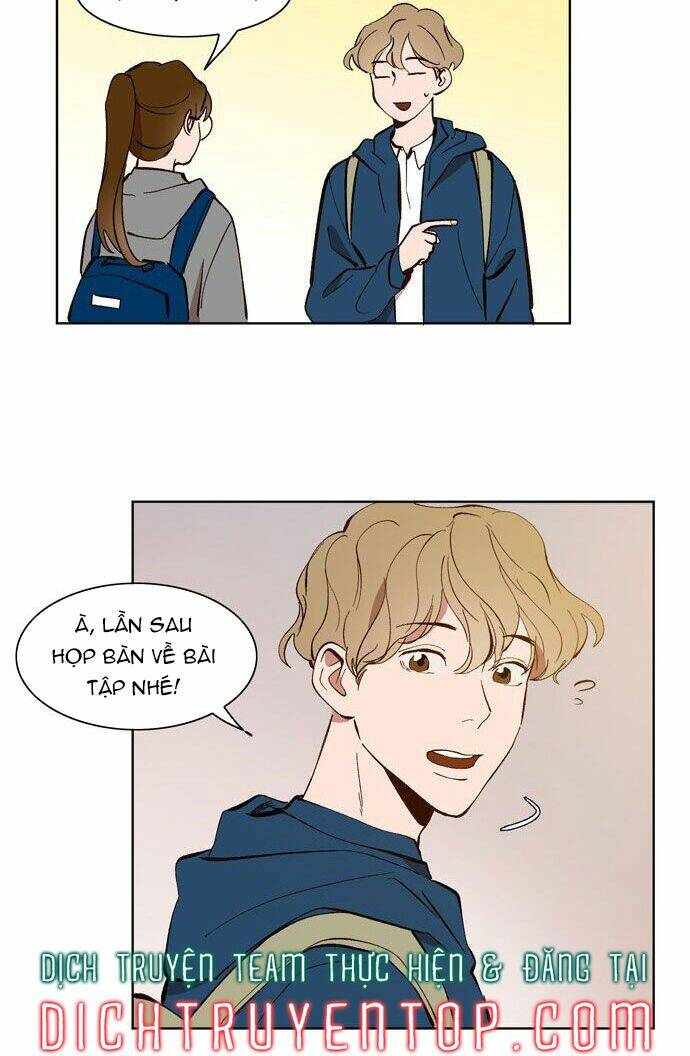 À, LẦN SAU
HỌP BÀN VỀ BÀI
TẬP NHÉ!
DỊCH TRUYỆN TEAM THỰC HIỆN & ĐĂNG TẠI
DICHTRUYENTOP.COM